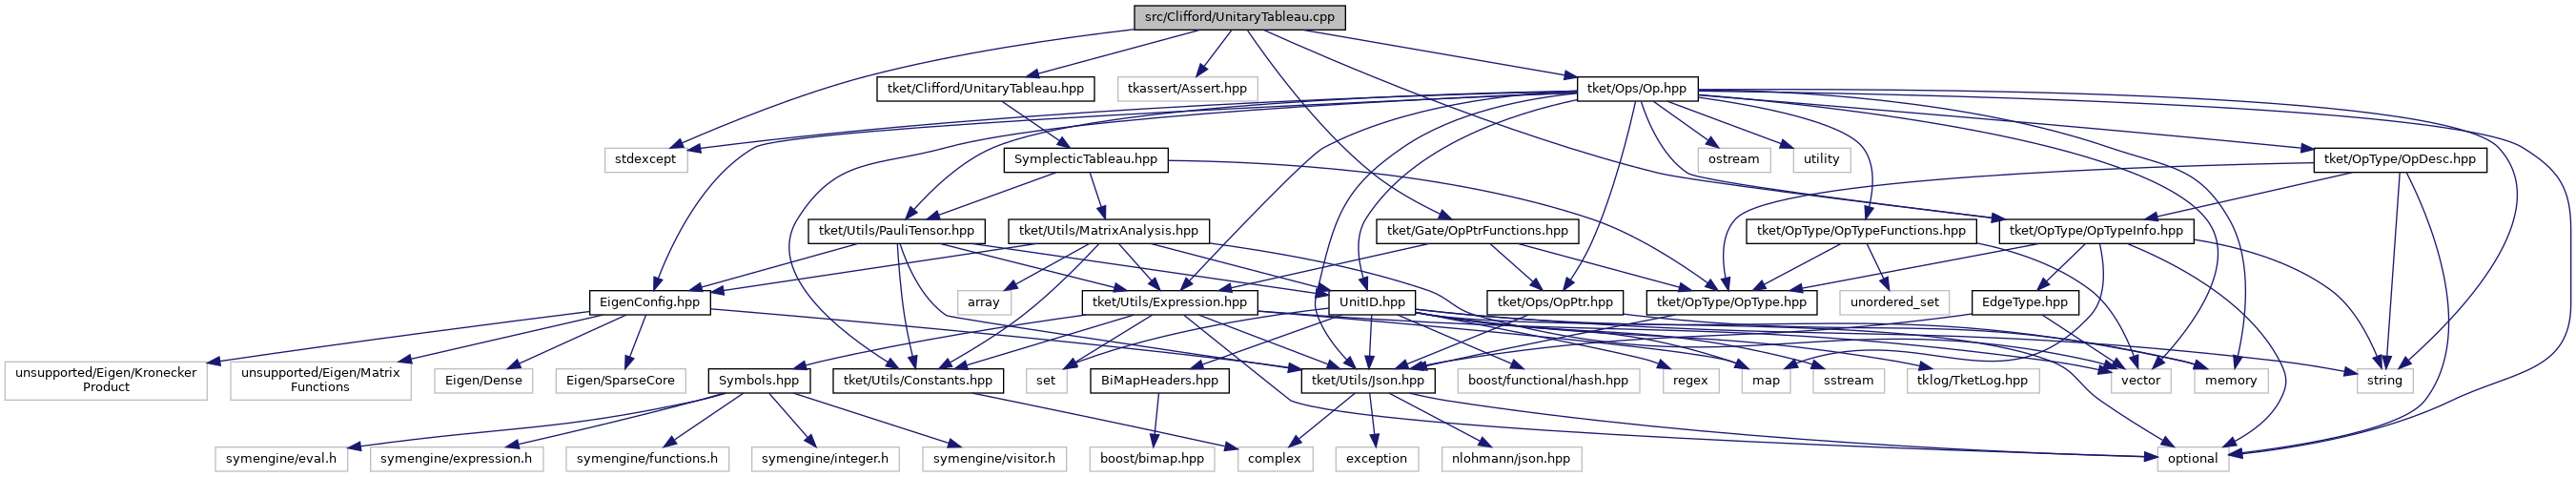 src/Clifford/UnitaryTableau.cpp
tket/Clifford/UnitaryTableau.hpp
tkassert/Assert.hpp
tket/Ops/Op.hpp
stdexcept
SymplecticTableau.hpp
ostream
utility
tket/OpType/OpDesc.hpp
tket/Utils/PauliTensor.hpp
tket/Utils/MatrixAnalysis.hpp
tket/Gate/OpPtrFunctions.hpp
tket/OpType/OpTypeFunctions.hpp
tket/OpType/OpTypeInfo.hpp
EigenConfig.hpp
array
tket/Utils/Expression.hpp
UnitID.hpp
tket/Ops/OpPtr.hpp
tket/OpType/OpType.hpp
unordered_set
EdgeType.hpp
unsupported/Eigen/Kronecker
Product
unsupported/Eigen/Matrix
Functions
Eigen/Dense
Eigen/SparseCore
Symbols.hpp
tket/Utils/Constants.hpp
set
BiMapHeaders.hpp
tket/Utils/Json.hpp
boost/functional/hash.hpp
regex
map
sstream
tklog/TketLog.hpp
vector
memory
string
symengine/eval.h
symengine/expression.h
symengine/functions.h
symengine/integer.h
symengine/visitor.h
boost/bimap.hpp
complex
exception
nlohmann/json.hpp
optional